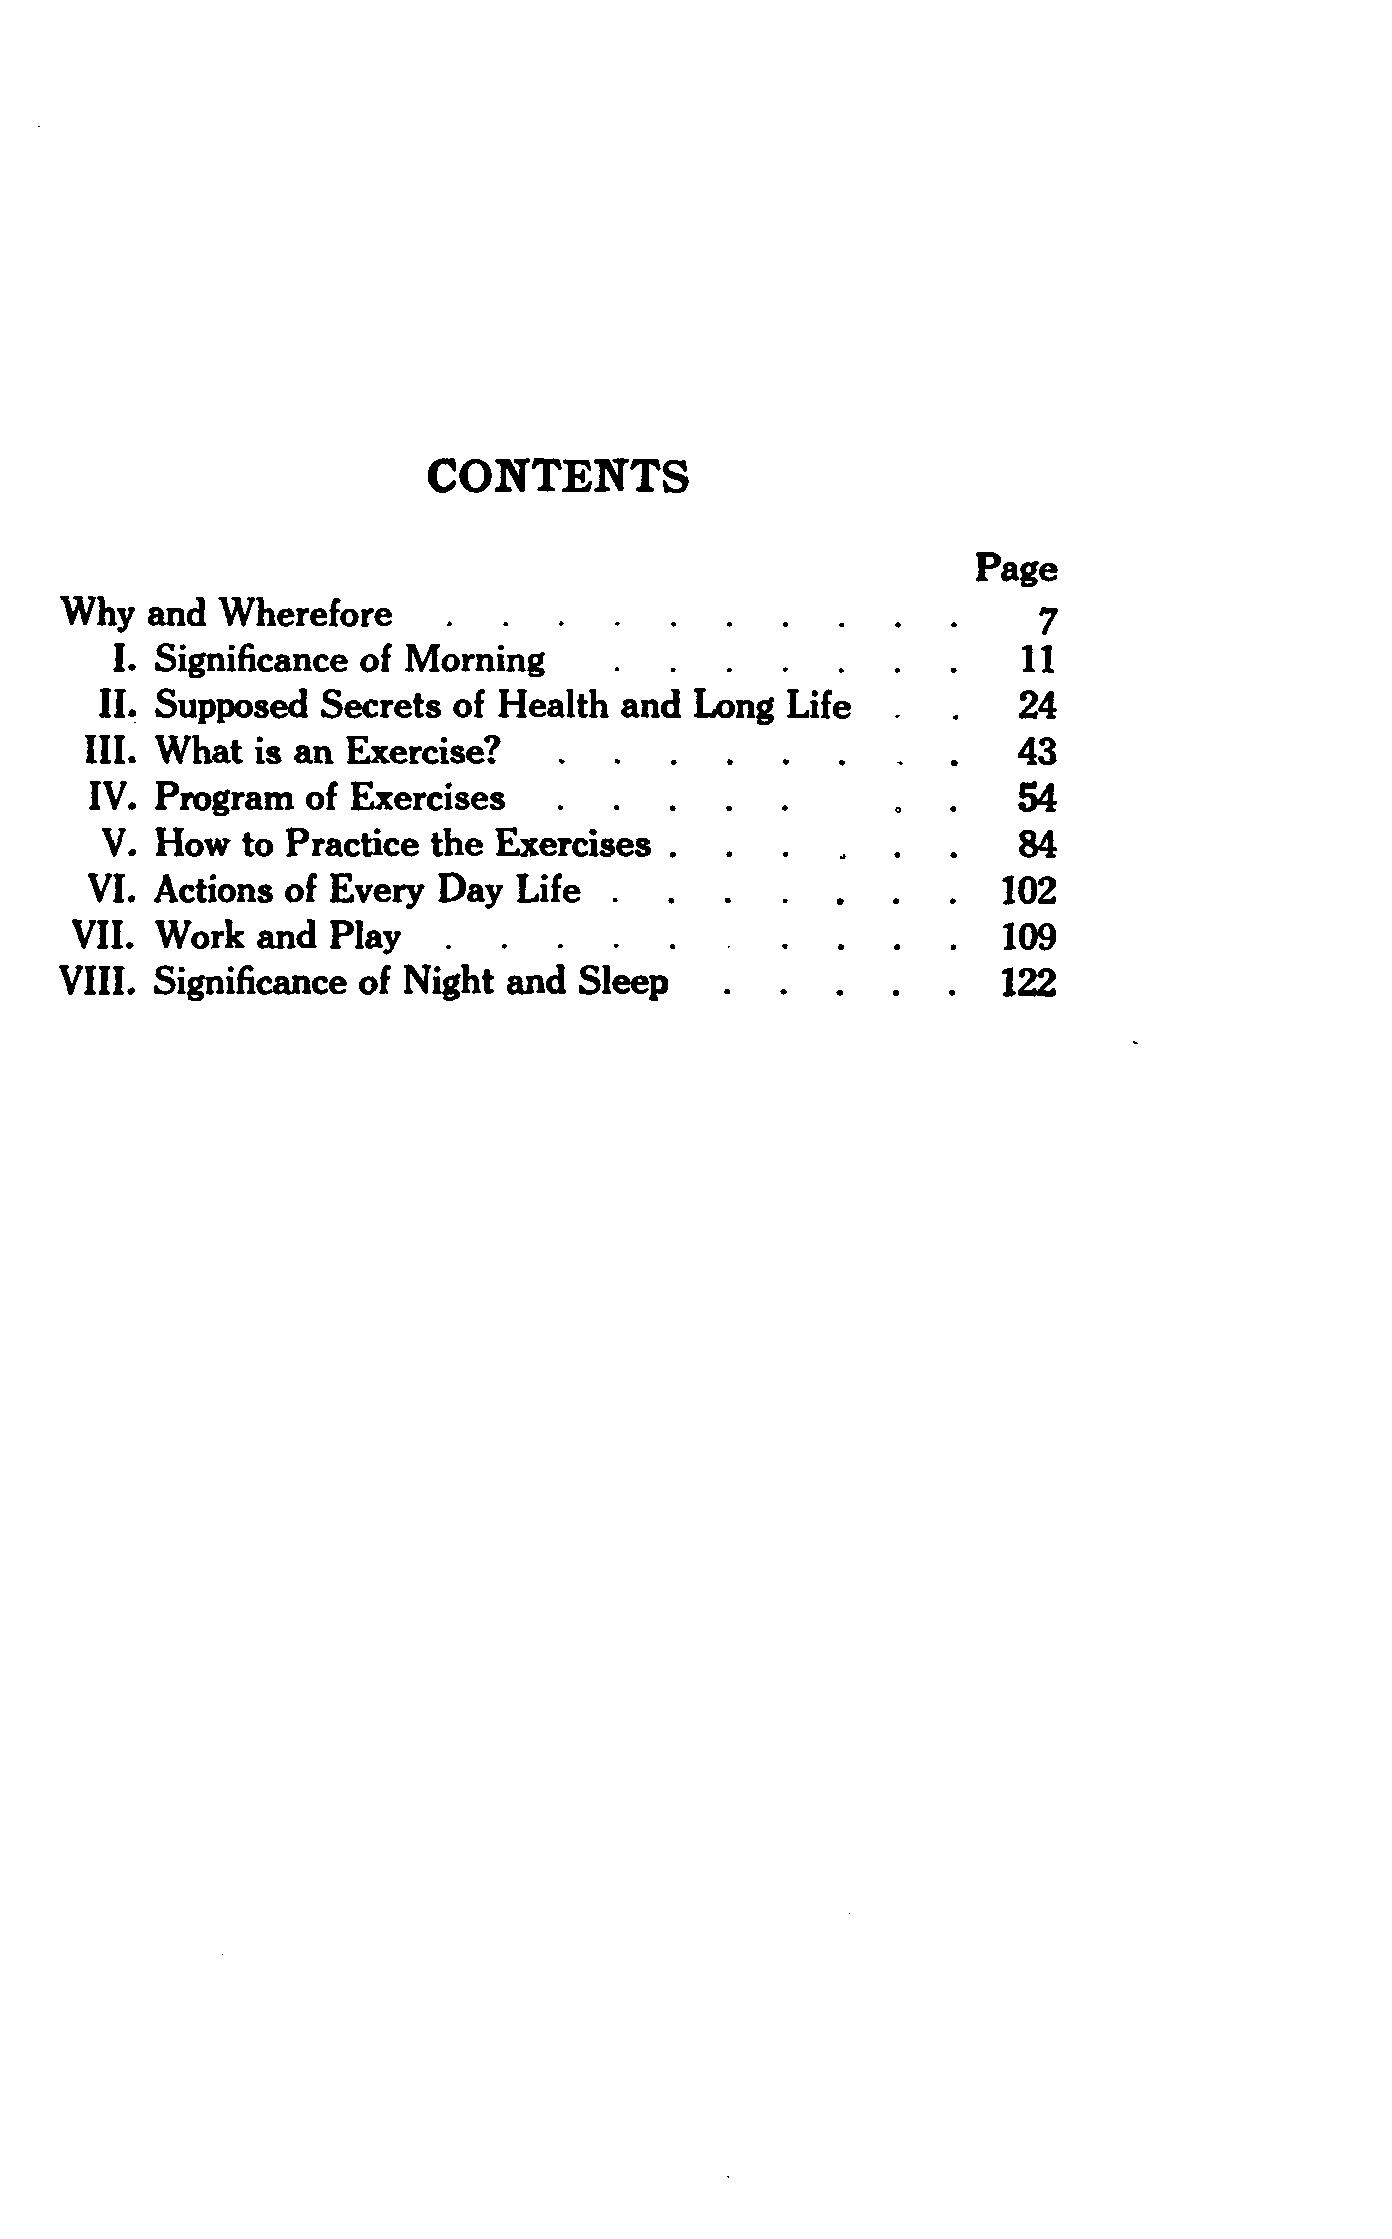 CONTENTS
Page
Why and Wherefore . . . . . . . . . . 7
I. Significance of Morning . . . . . . . 11
II. Supposed Secrets of Health and Long Life . . 24
III. What is an Exercise? . . . . . . . . 43
IV. Program of Exercises . . . . . . . 54
V. How to Practice the Exercises . . . . . . 84
VI. Actions of Every Day Life . . . . . . . 102
VII. Work and Play . . . . . . . . . . 109
VIII. Significance of Night and Sleep . . . . . 122